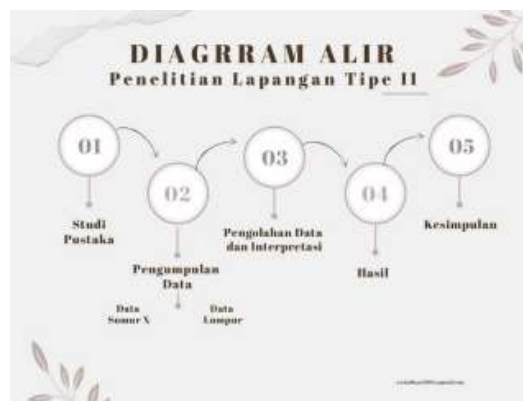 DIAGRRAM ALIR
Penelitian Lapangan Tipe II
01
02
03
04
05
Studi
Pustaka
Pengumpulan
Data
Data
Sumur X
Data
Lumpur
Pengolahan Data
dan Interpretasi
Hasil
Kesimpulan